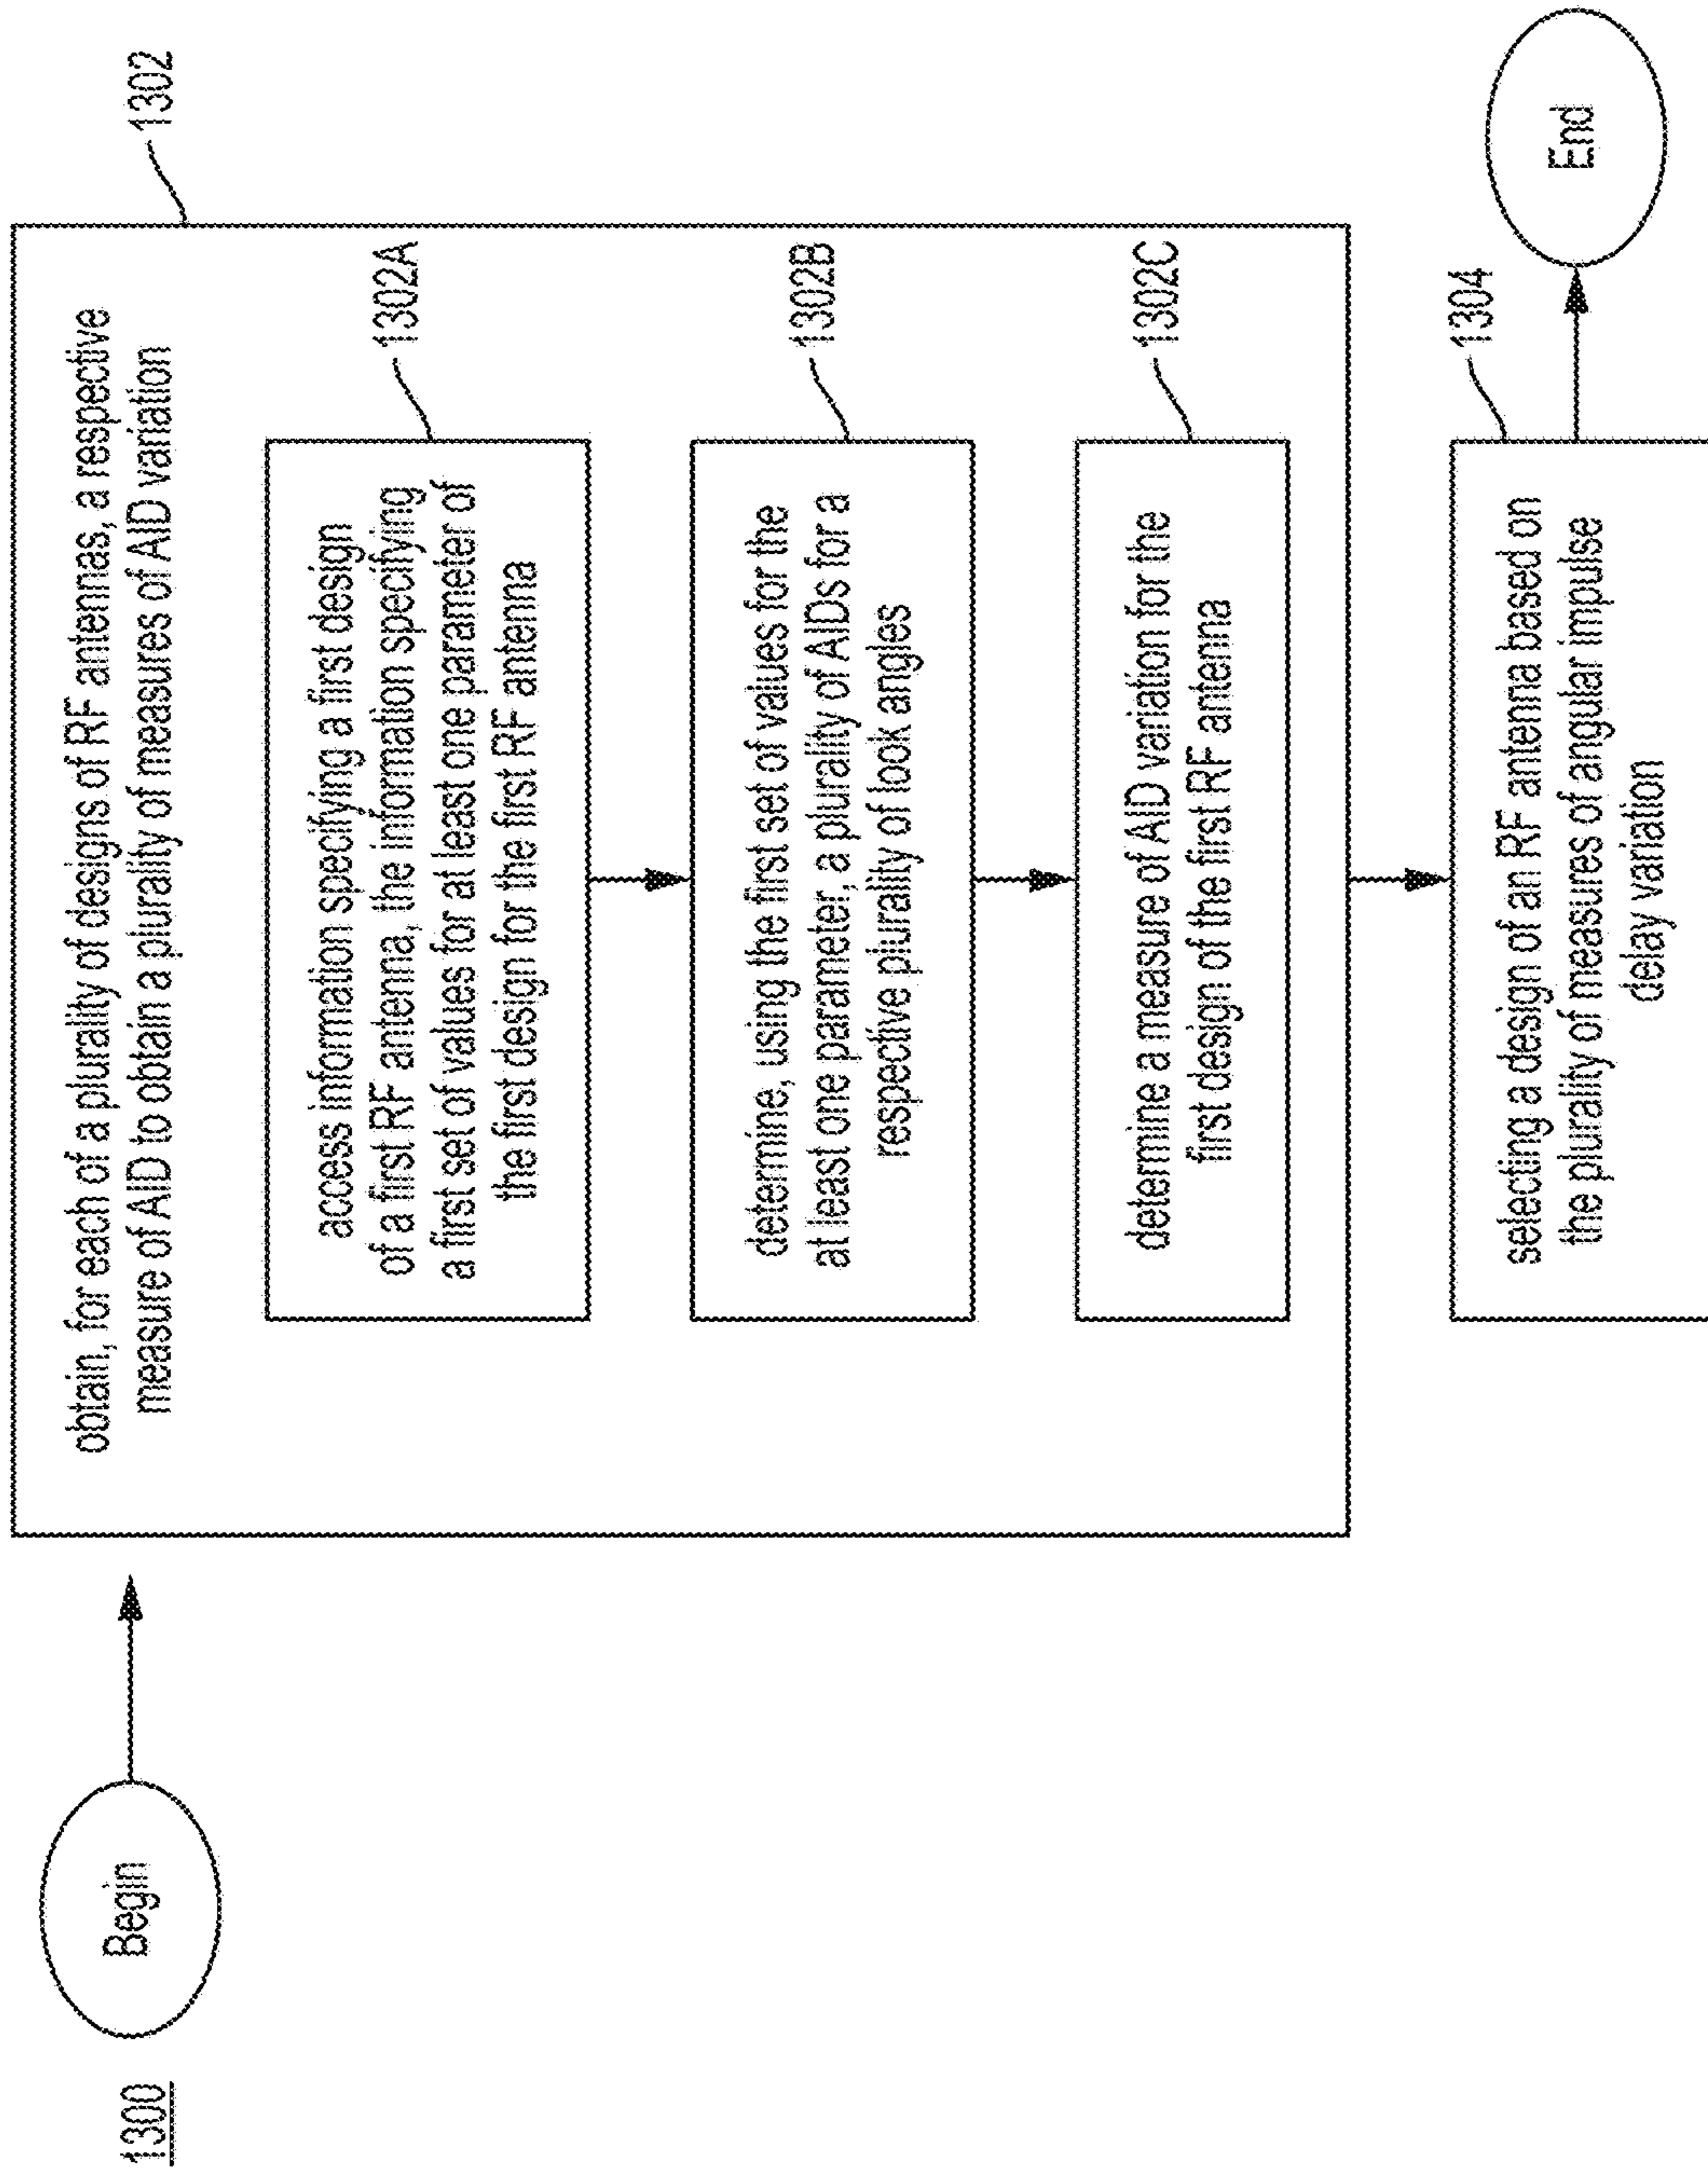 1300
Begin
1302
obtain, for each of a plurality of designs of RF antennas, a respective
measure of AID to obtain a plurality of measures of AID variation
1302A
access information specifying a first design
of a first RF antenna, the information specifying
a first set of values for at least one parameter of
the first design for the first RF antenna
1302B
determine, using the first set of values for the
at least one parameter, a plurality of AIDs for a
respective plurality of look angles
1302C
determine a measure of AID variation for the
first design of the first RF antenna
1304
selecting a design of an RF antenna based on
the plurality of measures of angular impulse
delay variation
End